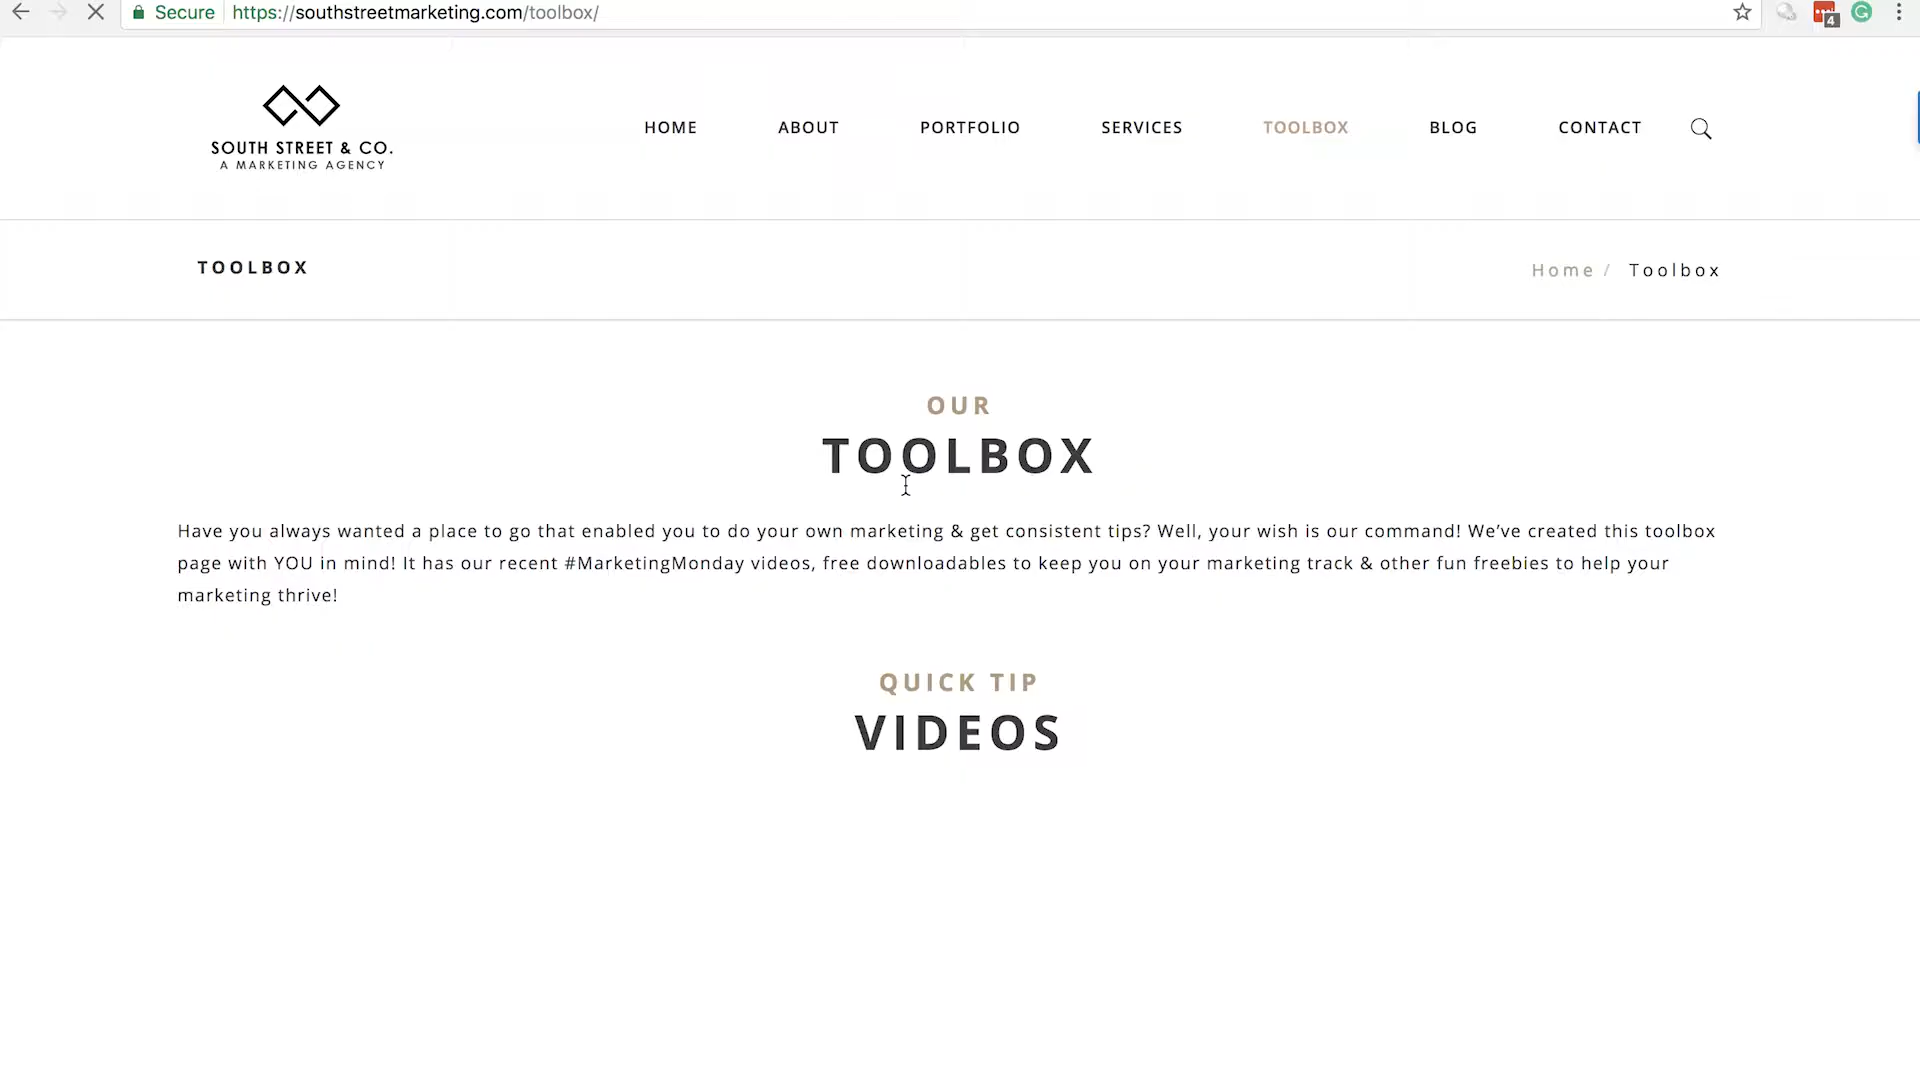 Secure https://southstreetmarketing.com/toolbox/
4
SOUTH STREET & CO.
A MARKETING AGENCY
HOME ABOUT PORTFOLIO SERVICES TOOLBOX BLOG CONTACT
TOOLBOX
Home / Toolbox
OUR
TOOLBOX
Have you always wanted a place to go that enabled you to do your own marketing & get consistent tips? Well, your wish is our command! We’ve created this toolbox
page with YOU in mind! It has our recent #MarketingMonday videos, free downloadables to keep you on your marketing track & other fun freebies to help your
marketing thrive!
QUICK TIP
VIDEOS